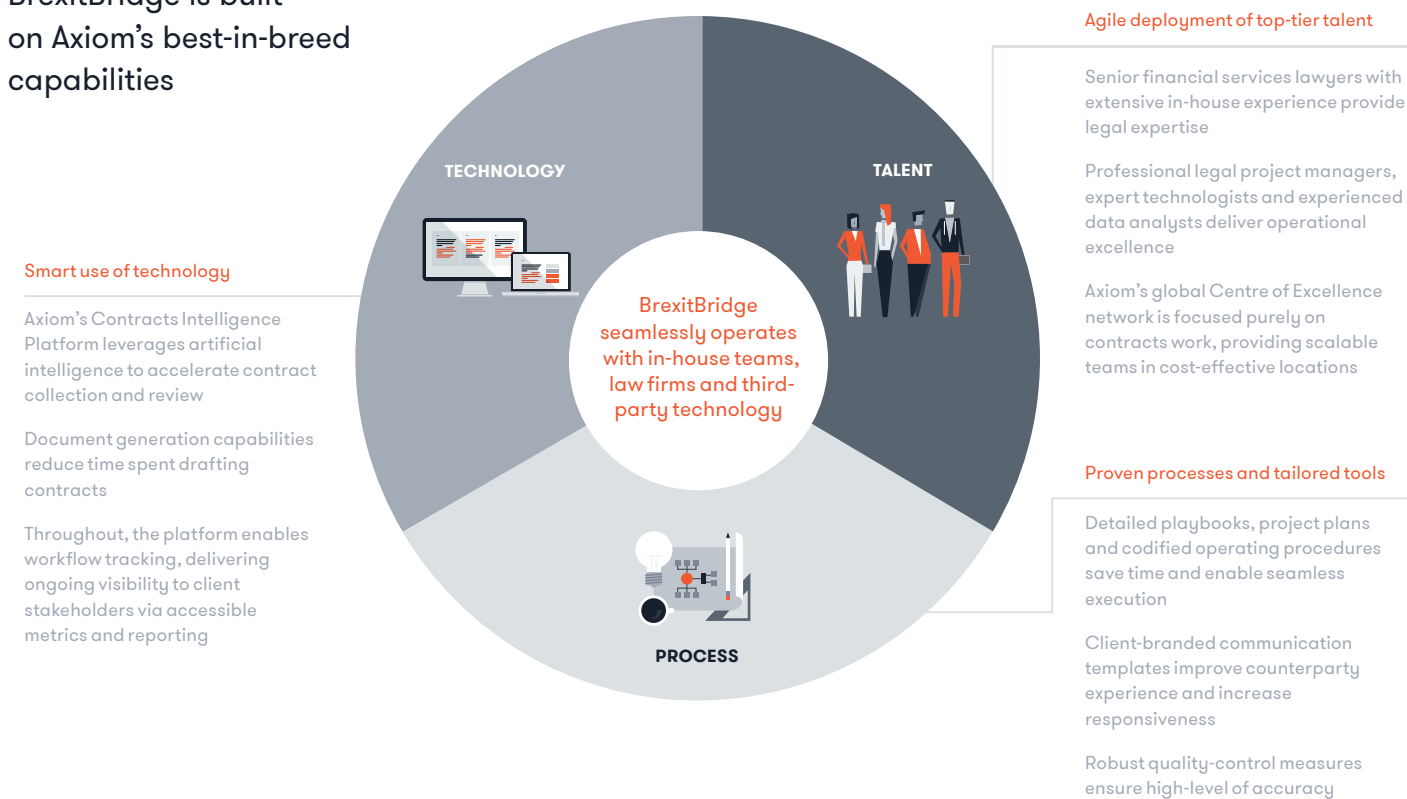 BrexitBridge is built
on Axiom's best-in-breed
capabilities
Smart use of technology
Axiom's Contracts Intelligence
Platform leverages artificial
intelligence to accelerate contract
collection and review
Document generation capabilities
reduce time spent drafting
contracts
Throughout, the platform enables
workflow tracking, delivering
ongoing visibility to client
stakeholders via accessible
metrics and reporting
TECHNOLOGY
TALENT
BrexitBridge
seamlessly operates
with in-house teams,
law firms and third-
party technology
PROCESS
Agile deployment of top-tier talent
Senior financial services lawyers with
extensive in-house experience provide
legal expertise
Professional legal project managers,
expert technologists and experienced
data analysts deliver operational
excellence
Axiom's global Centre of Excellence
network is focused purely on
contracts work, providing scalable
teams in cost-effective locations
Proven processes and tailored tools
Detailed playbooks, project plans
and codified operating procedures
save time and enable seamless
execution
Client-branded communication
templates improve counterparty
experience and increase
responsiveness
Robust quality-control measures
ensure high-level of accuracy